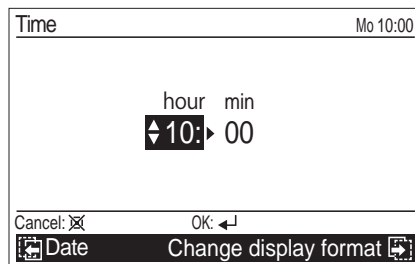 Time Mo 10:00
hour min
10: 00
Cancel: OK:
Date Change display format